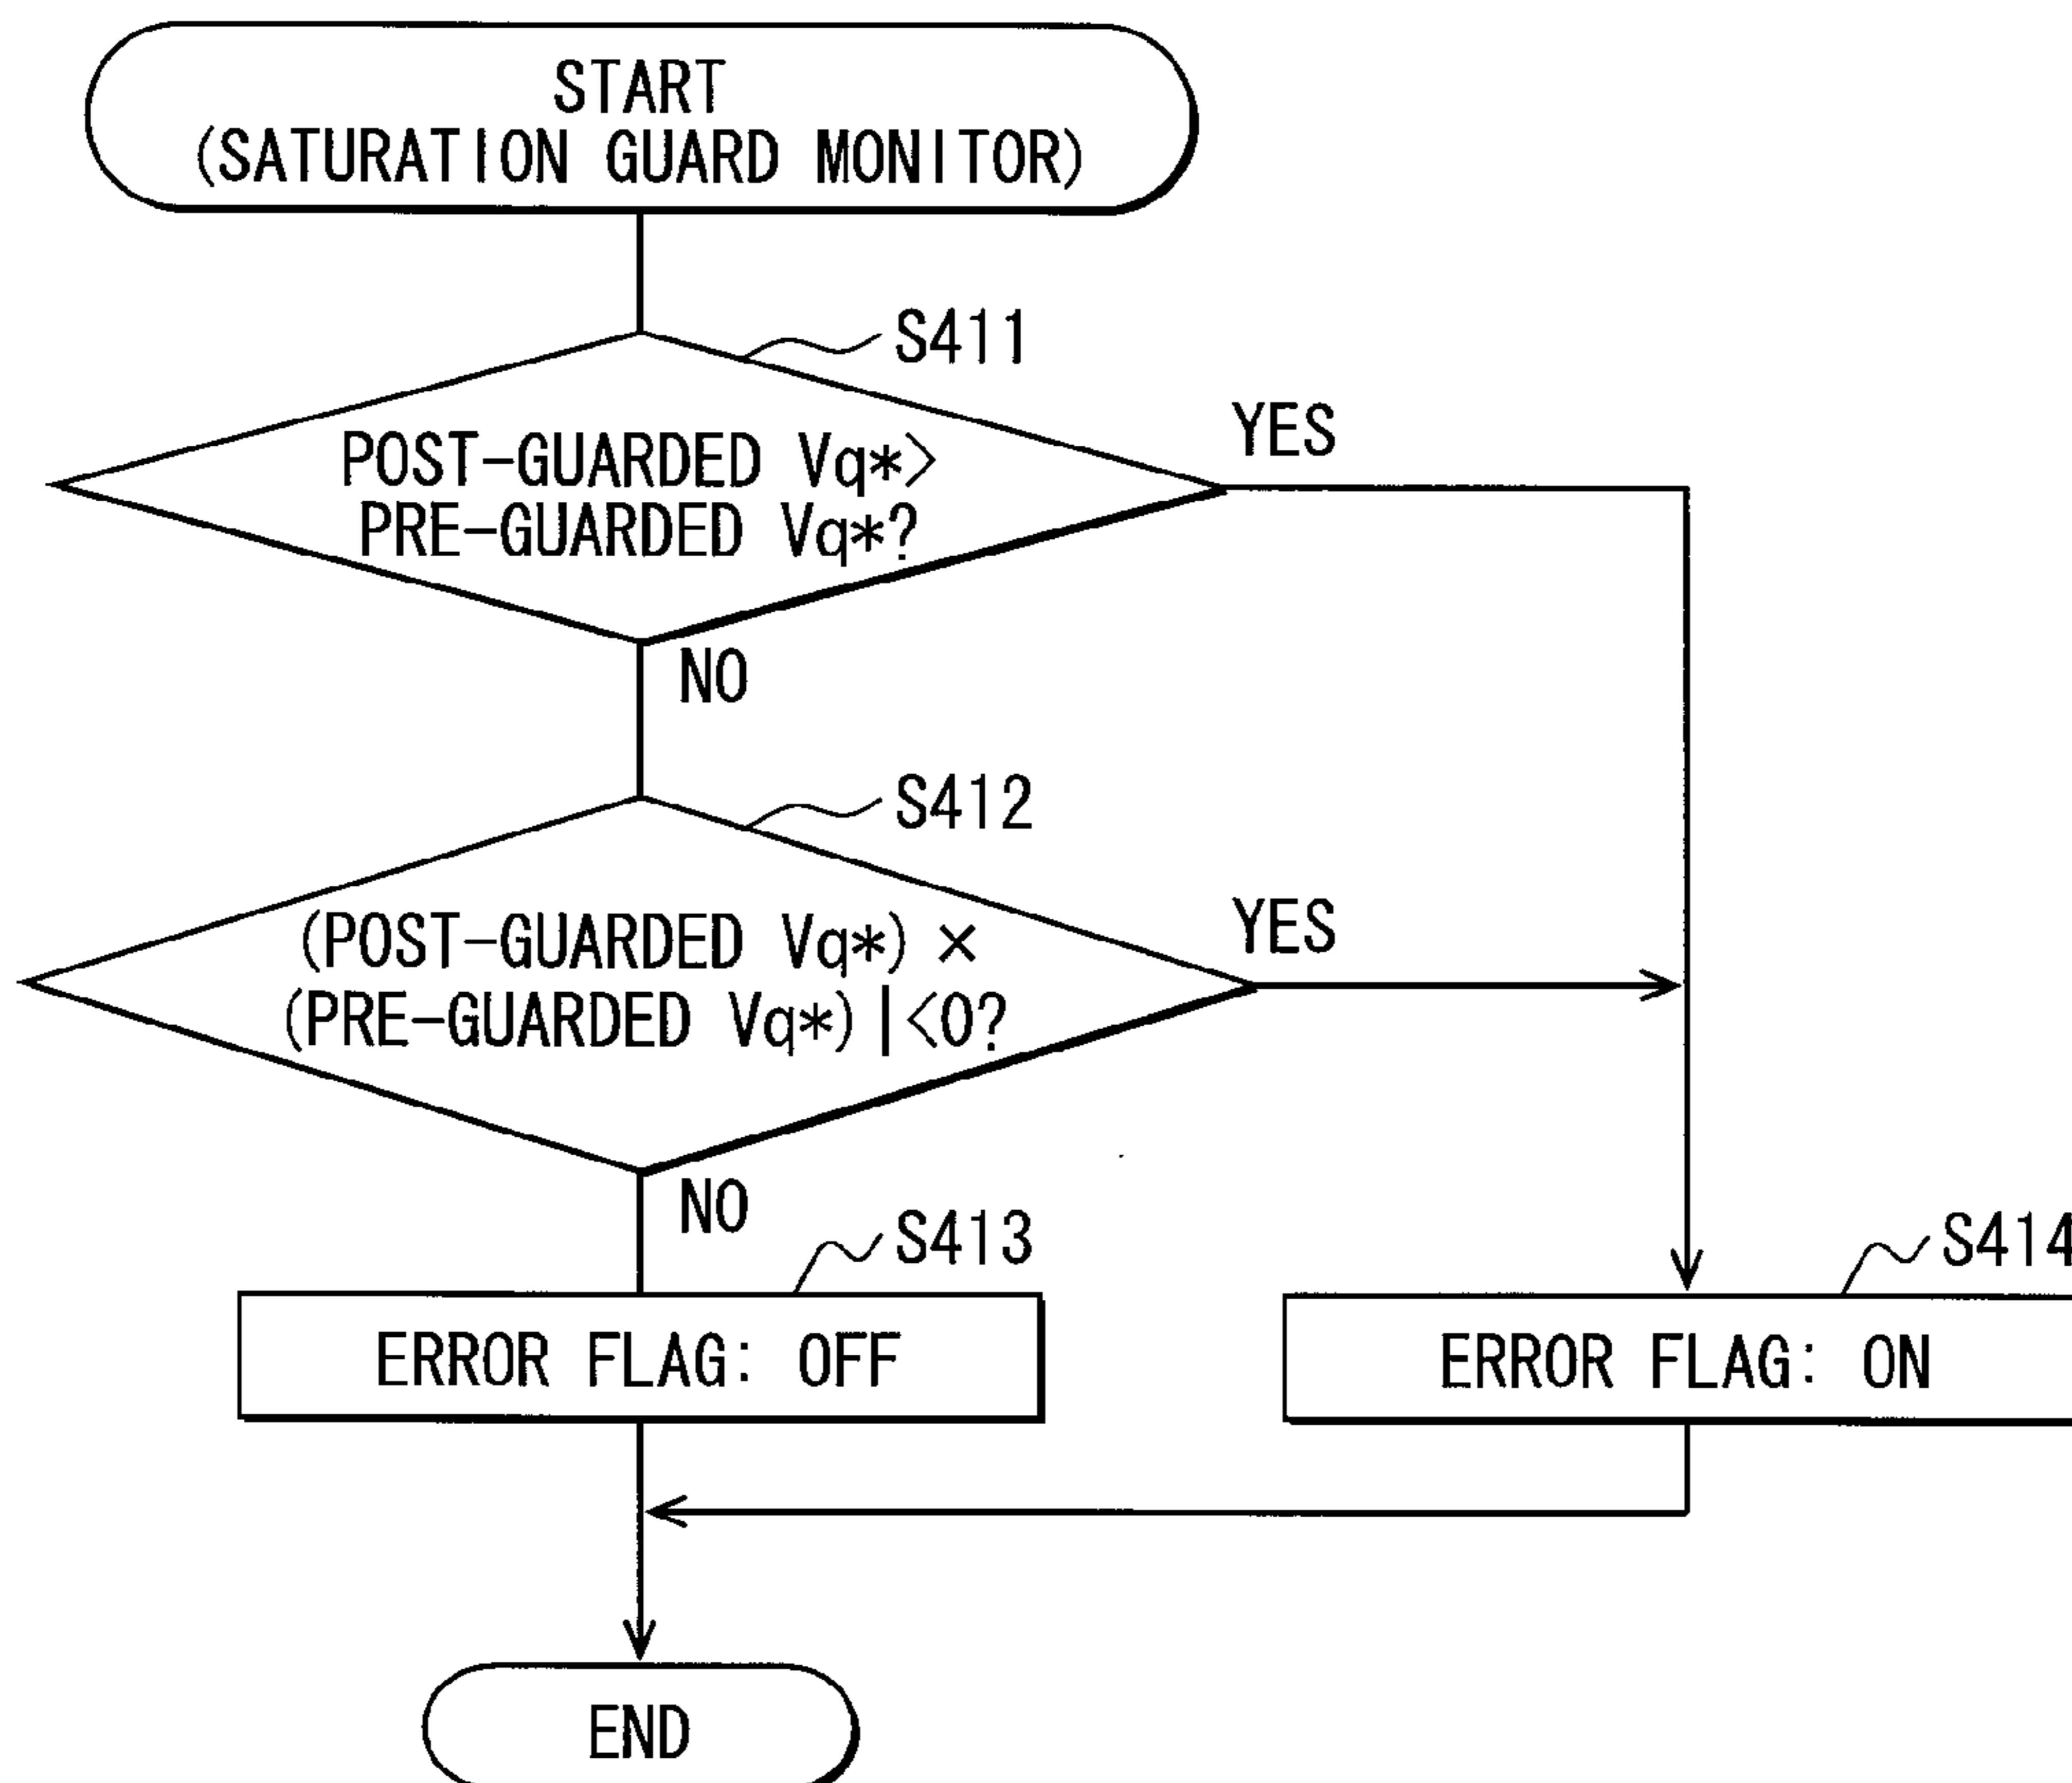 START
(SATURATION GUARD MONITOR)
S411
POST-GUARDED Vq*>
PRE-GUARDED Vq*?
YES
NO
S412
(POST-GUARDED Vq*)×
(PRE-GUARDED Vq*)|<0?
YES
NO
S413
ERROR FLAG: OFF
S414
ERROR FLAG: ON
END